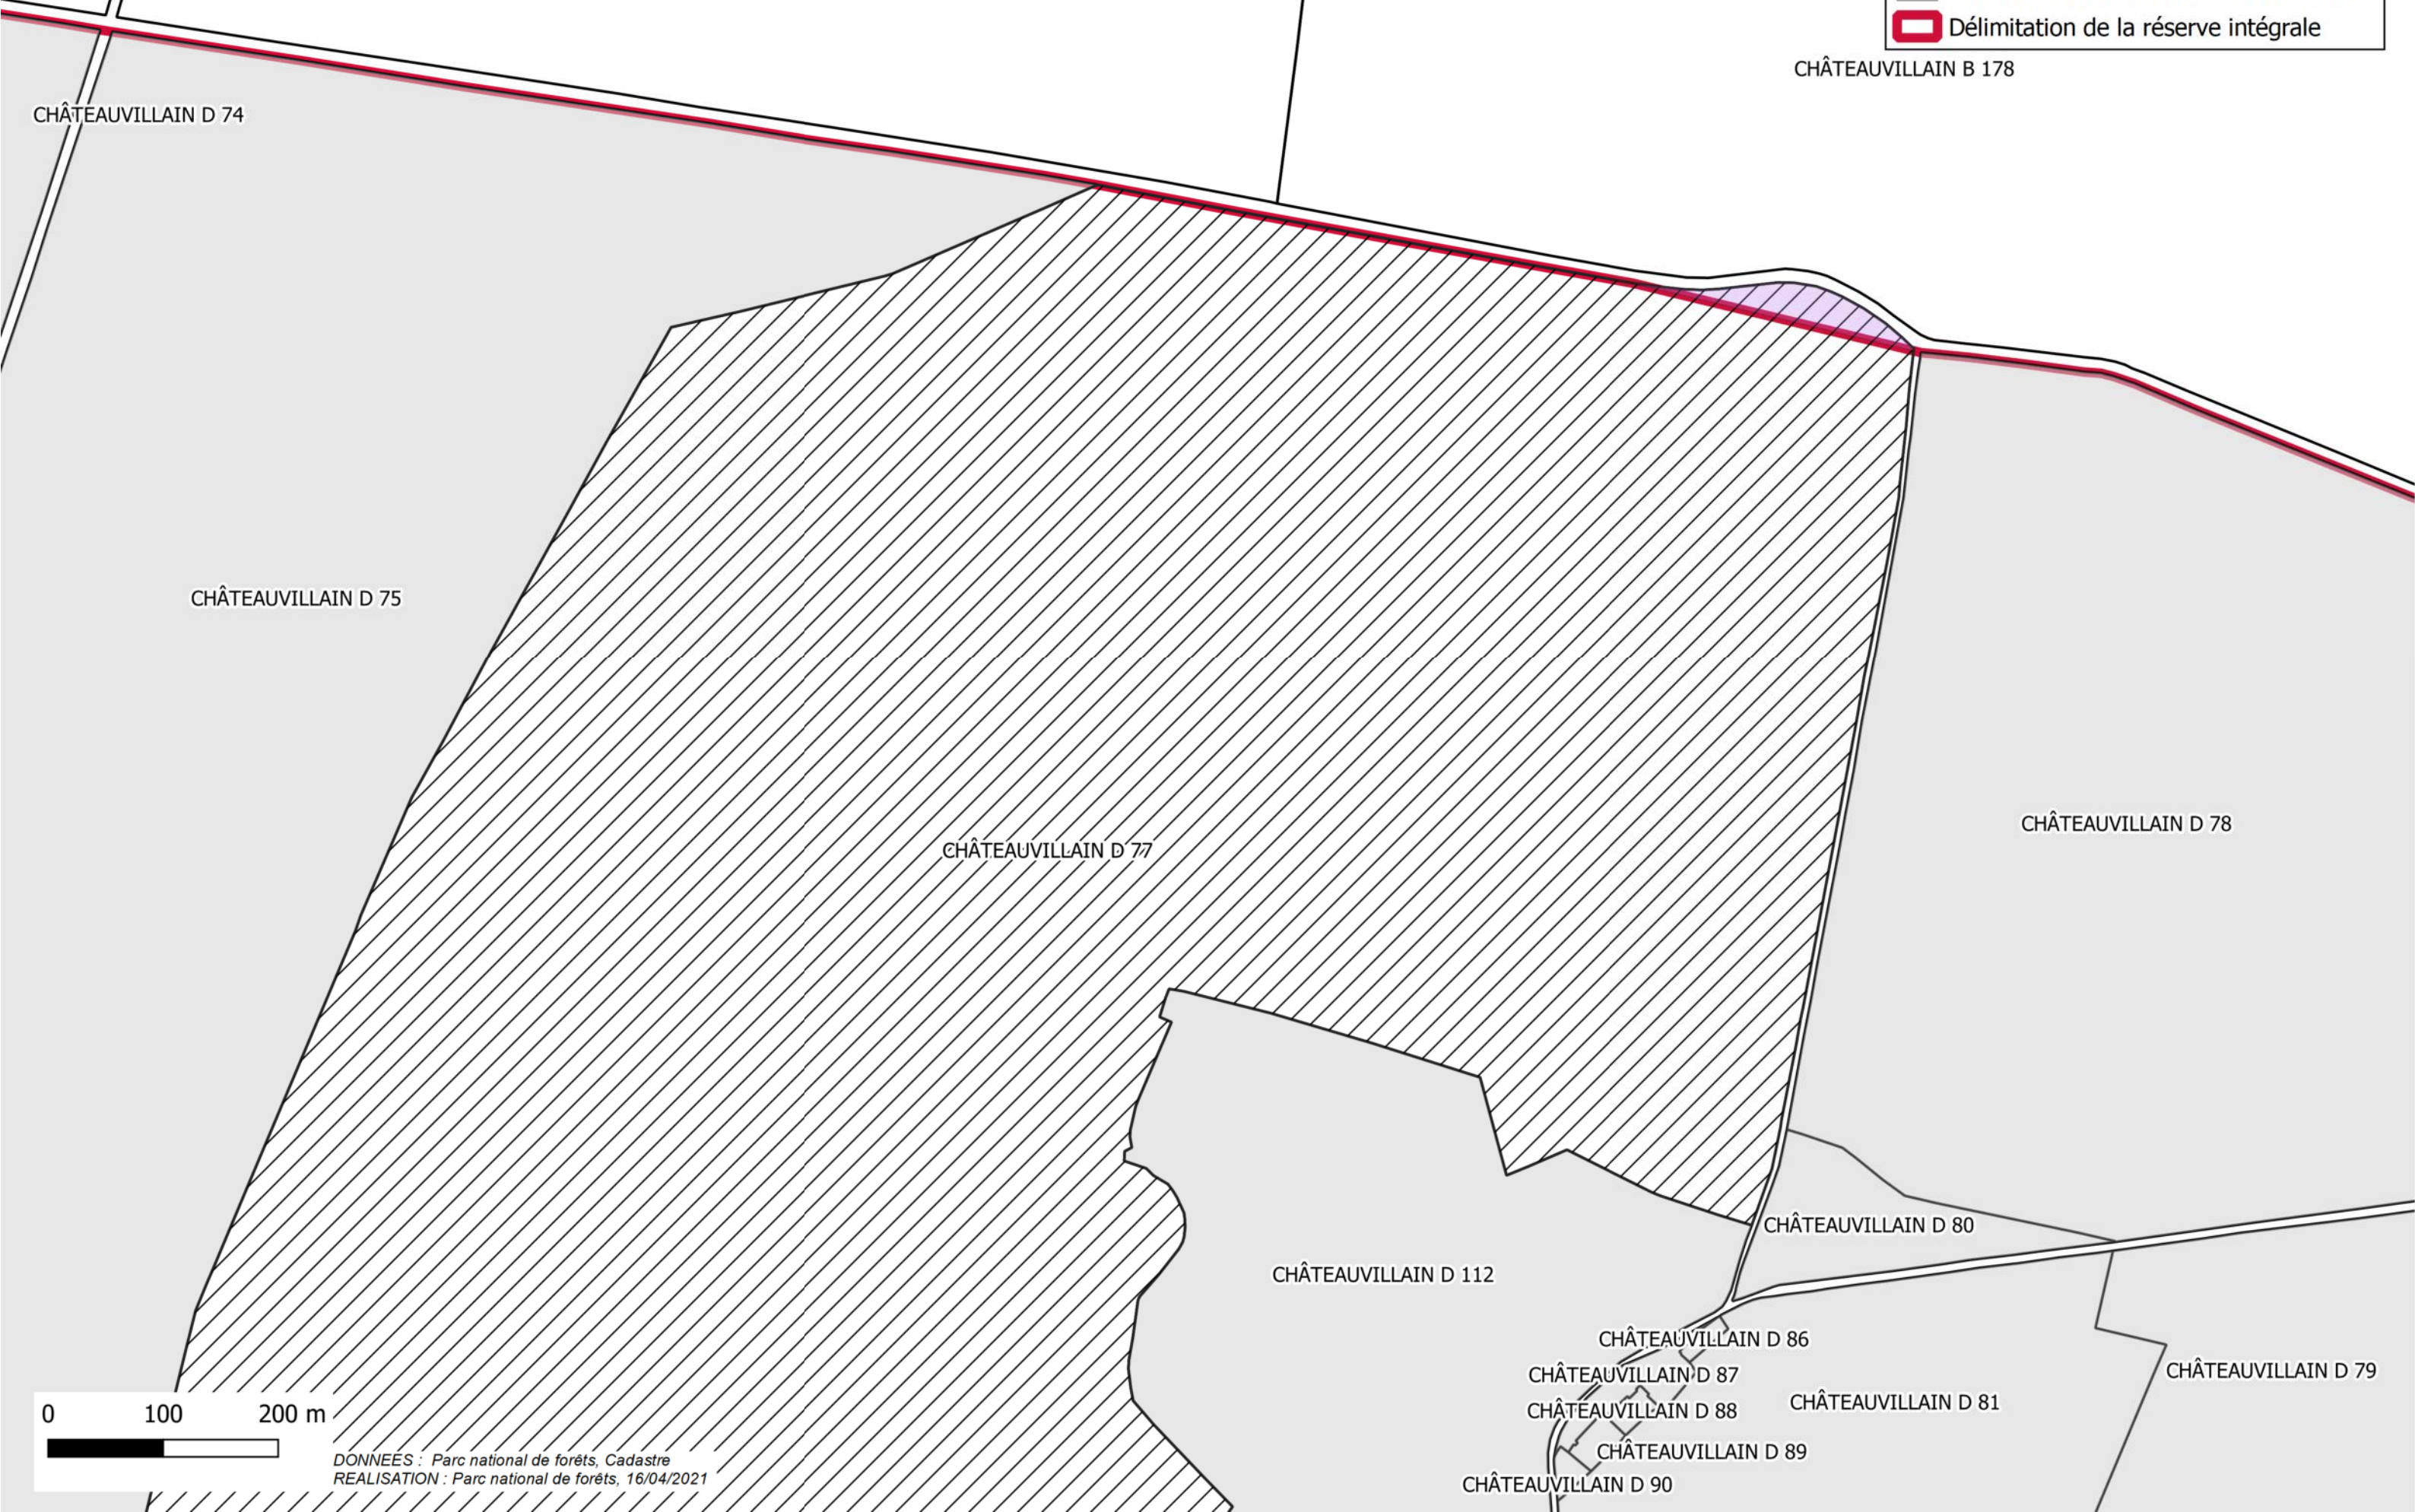 Délimitation de la réserve intégrale
CHÂTEAUVILLAIN B 178
CHÂTEAUVILLAIN D 74
CHÂTEAUVILLAIN D 75
CHÂTEAUVILLAIN D 78
CHÂTEAUVILLAIN D 77
CHÂTEAUVILLAIN D 80
CHÂTEAUVILLAIN D 112
CHÂTEAUVILLAIN D 86
CHÂTEAUVILLAIN D 79
CHÂTEAUVILLAIN D 87
CHÂTEAUVILLAIN D 81
CHÂTEAUVILLAIN D 88
CHÂTEAUVILLAIN D 89
CHÂTEAUVILLAIN D 90
0 100 200 m
DONNEES : Parc national de forêts, Cadastre
REALISATION : Parc national de forêts, 16/04/2021